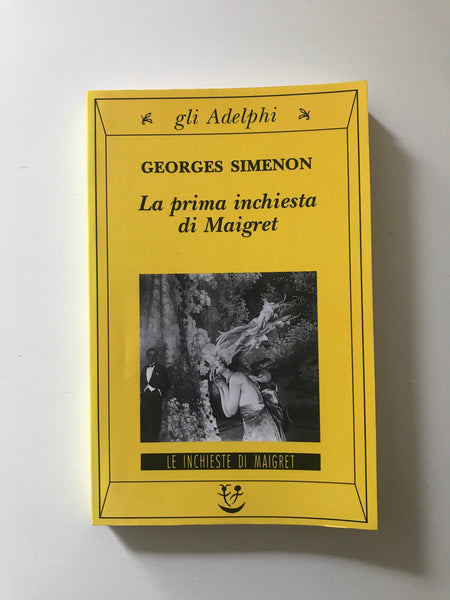 gli Adelphi
GEORGES SIMENON
La prima inchiesta
di Maigret
LE INCHIESTE DI MAIGRET